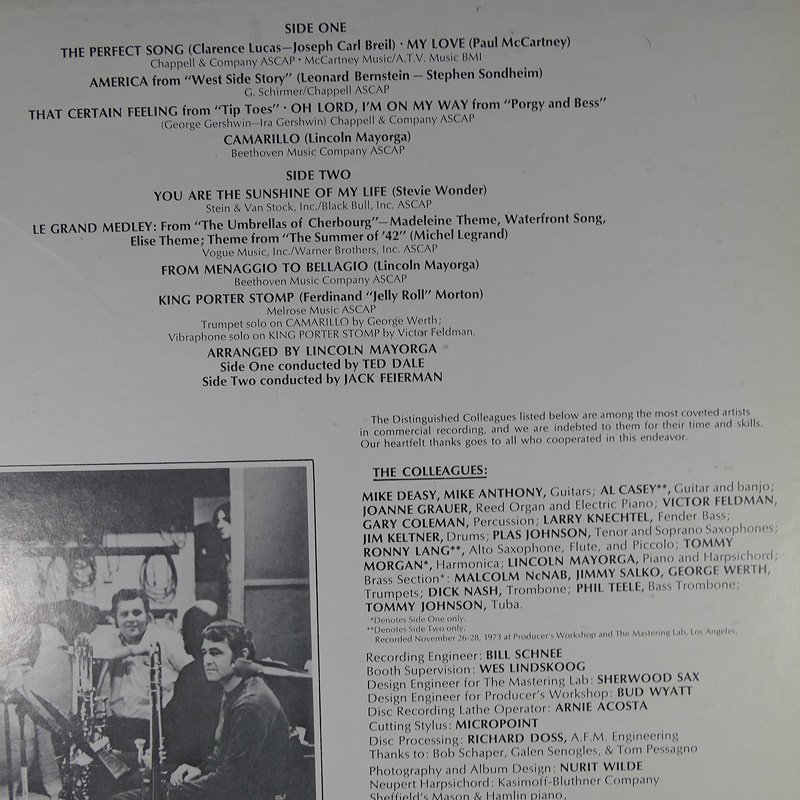 SIDE ONE
THE PERFECT SONG (Clarence Lucas—Joseph Carl Breil) · MY LOVE (Paul McCartney)
Chappell & Company ASCAP · McCartney Music/A.T.V. Music BMI
AMERICA from "West Side Story" (Leonard Bernstein — Stephen Sondheim)
G. Schirmer/Chappell ASCAP
THAT CERTAIN FEELING from "Tip Toes" · OH LORD, I'M ON MY WAY from "Porgy and Bess"
(George Gershwin—Ira Gershwin) Chappell & Company ASCAP
CAMARILLO (Lincoln Mayorga)
Beethoven Music Company ASCAP
SIDE TWO
YOU ARE THE SUNSHINE OF MY LIFE (Stevie Wonder)
Stein & Van Stock, Inc./Black Bull, Inc. ASCAP
LE GRAND MEDLEY: From "The Umbrellas of Cherbourg"—Madeleine Theme, Waterfront Song,
Elise Theme; Theme from "The Summer of '42" (Michel Legrand)
Vogue Music, Inc./Warner Brothers, Inc. ASCAP
FROM MENAGGIO TO BELLAGIO (Lincoln Mayorga)
Beethoven Music Company ASCAP
KING PORTER STOMP (Ferdinand "Jelly Roll" Morton)
Melrose Music ASCAP
Trumpet solo on CAMARILLO by George Werth;
Vibraphone solo on KING PORTER STOMP by Victor Feldman.
ARRANGED BY LINCOLN MAYORGA
Side One conducted by TED DALE
Side Two conducted by JACK FEIERMAN
The Distinguished Colleagues listed below are among the most coveted artists
in commercial recording, and we are indebted to them for their time and skills.
Our heartfelt thanks goes to all who cooperated in this endeavor.
THE COLLEAGUES:
MIKE DEASY, MIKE ANTHONY, Guitars; AL CASEY**, Guitar and banjo;
JOANNE GRAUER, Reed Organ and Electric Piano; VICTOR FELDMAN,
GARY COLEMAN, Percussion; LARRY KNECHTEL, Fender Bass;
JIM KELTNER, Drums; PLAS JOHNSON, Tenor and Soprano Saxophones;
RONNY LANG**, Alto Saxophone, Flute, and Piccolo; TOMMY
MORGAN*, Harmonica; LINCOLN MAYORGA, Piano and Harpsichord;
Brass Section*: MALCOLM McNAB, JIMMY SALKO, GEORGE WERTH,
Trumpets; DICK NASH, Trombone; PHIL TEELE, Bass Trombone;
TOMMY JOHNSON, Tuba.
*Denotes Side One only.
**Denotes Side Two only.
Recorded November 26-28, 1973 at Producer's Workshop and The Mastering Lab, Los Angeles.
Recording Engineer: BILL SCHNEE
Booth Supervision: WES LINDSKOOG
Design Engineer for The Mastering Lab: SHERWOOD SAX
Design Engineer for Producer's Workshop: BUD WYATT
Disc Recording Lathe Operator: ARNIE ACOSTA
Cutting Stylus: MICROPOINT
Disc Processing: RICHARD DOSS, A.F.M. Engineering
Thanks to: Bob Schaper, Galen Senogles, & Tom Pessagno
Photography and Album Design: NURIT WILDE
Neupert Harpsichord: Kasimoff-Bluthner Company
Sheffield's Mason & Hamlin piano,